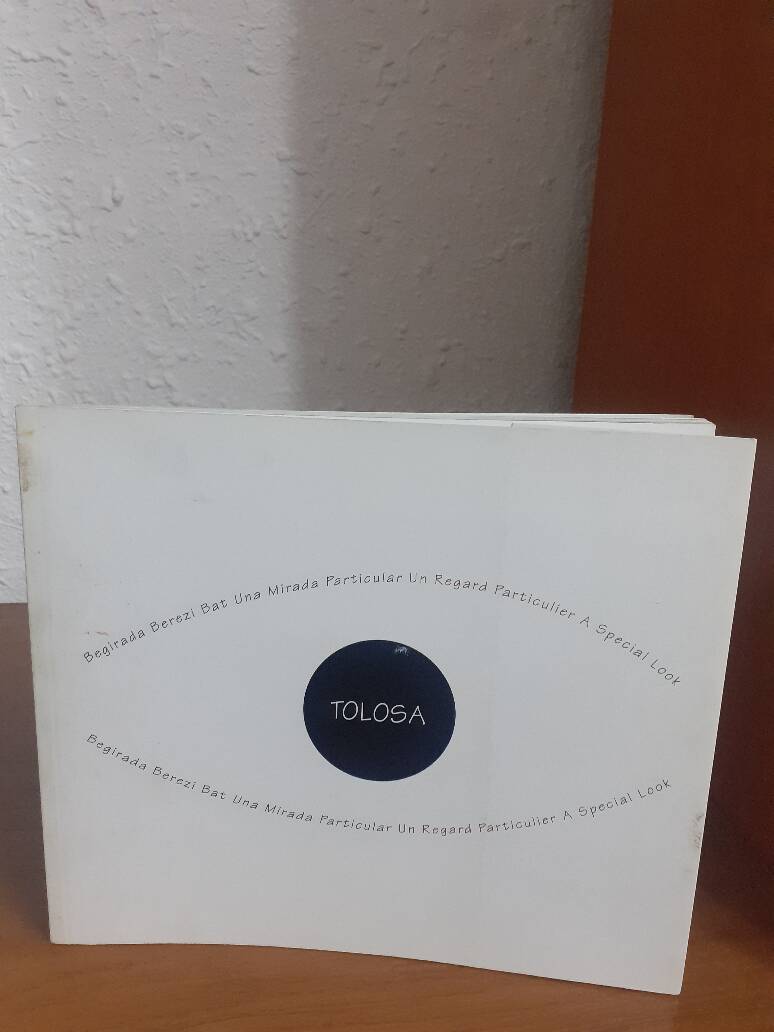 Begirada Berezi Bat Una Mirada Particular Un Regard Particulier A Special Look
TOLOSA
Begirada Berezi Bat Una Mirada Particular Un Regard Particulier A Special Look